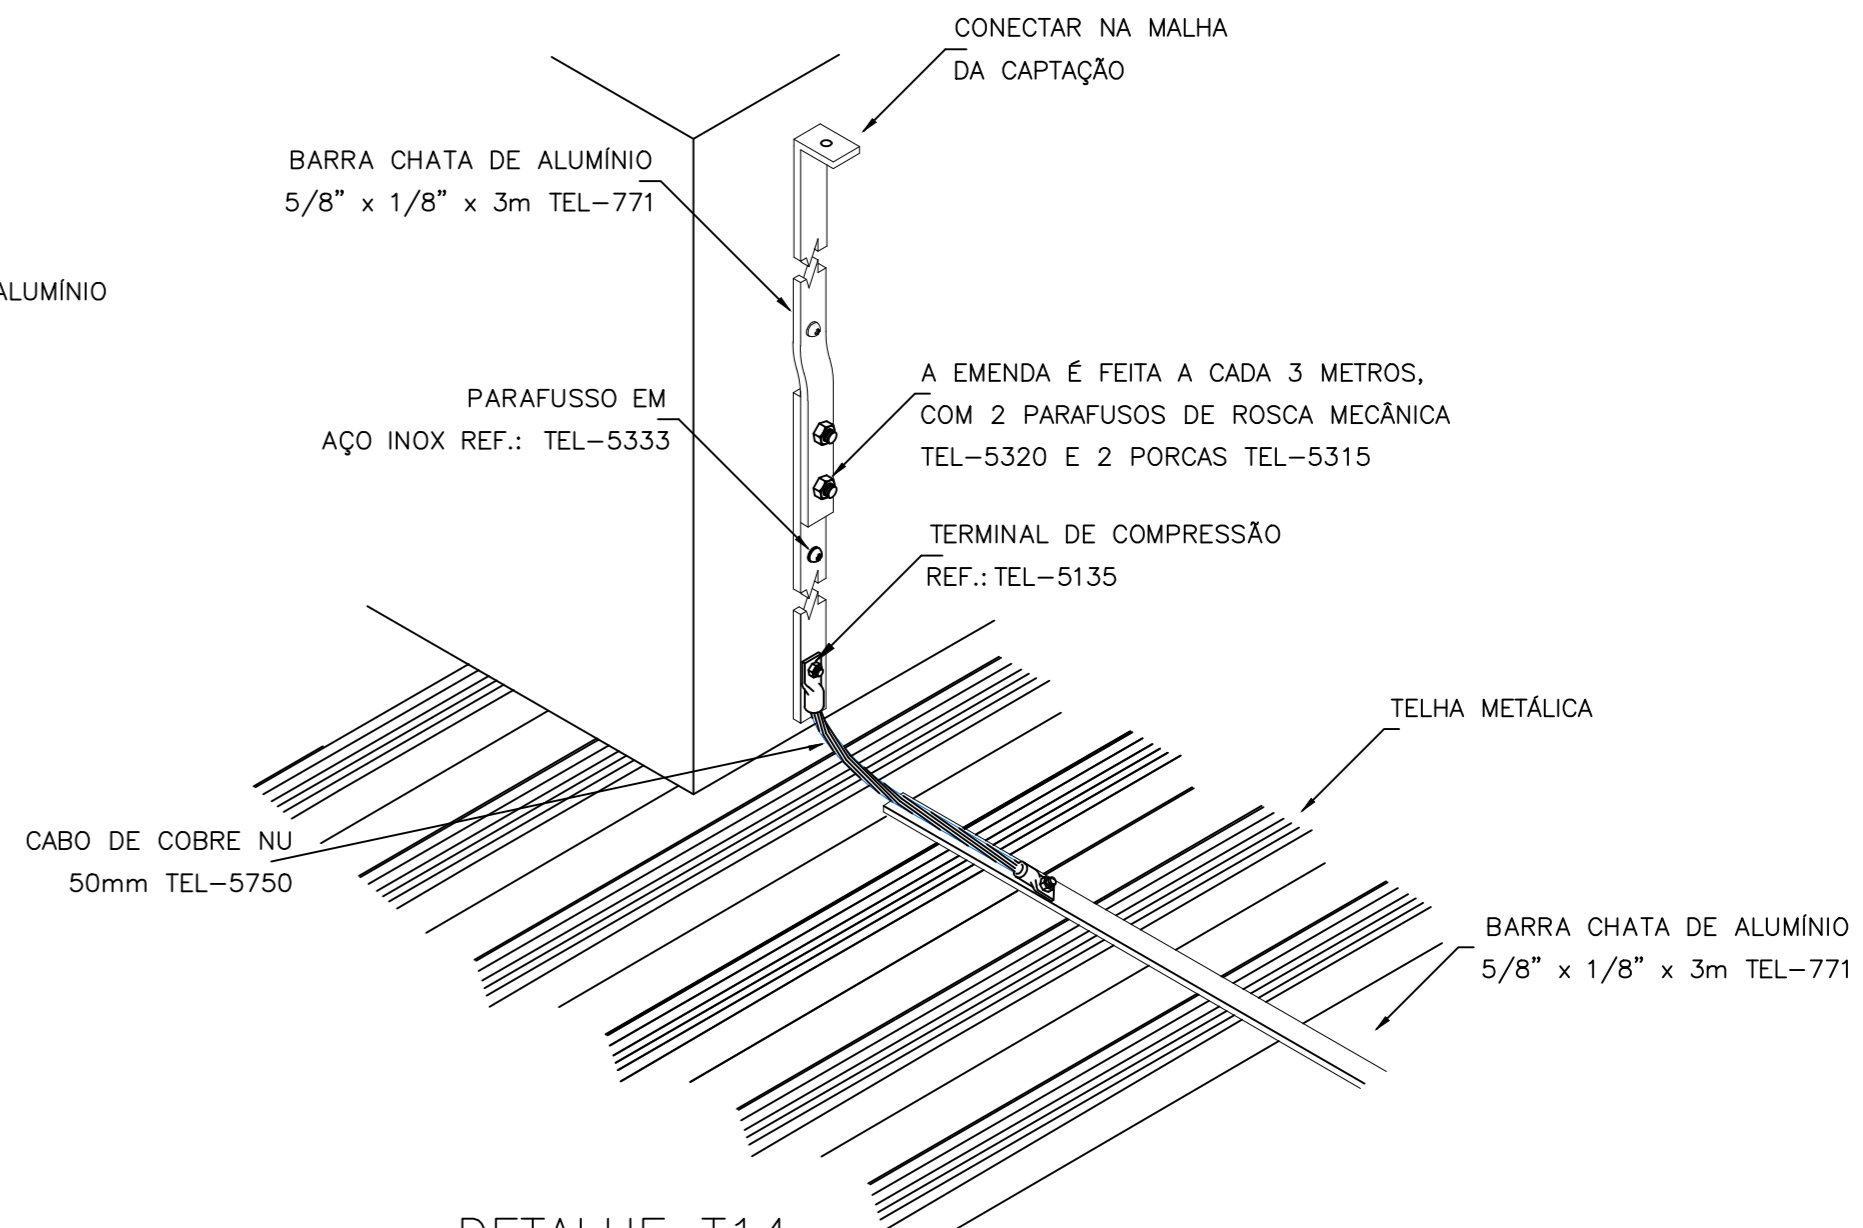 CONECTAR NA MALHA
DA CAPTAÇÃO
BARRA CHATA DE ALUMÍNIO
5/8” x 1/8” x 3m TEL-771
ALUMÍNIO
A EMENDA É FEITA A CADA 3 METROS,
COM 2 PARAFUSOS DE ROSCA MECÂNICA
TEL-5320 E 2 PORCAS TEL-5315
PARAFUSSO EM
AÇO INOX REF.: TEL-5333
TERMINAL DE COMPRESSÃO
REF.: TEL-5135
TELHA METÁLICA
CABO DE COBRE NU
50mm TEL-5750
BARRA CHATA DE ALUMÍNIO
5/8” x 1/8” x 3m TEL-771
DETALHE T14